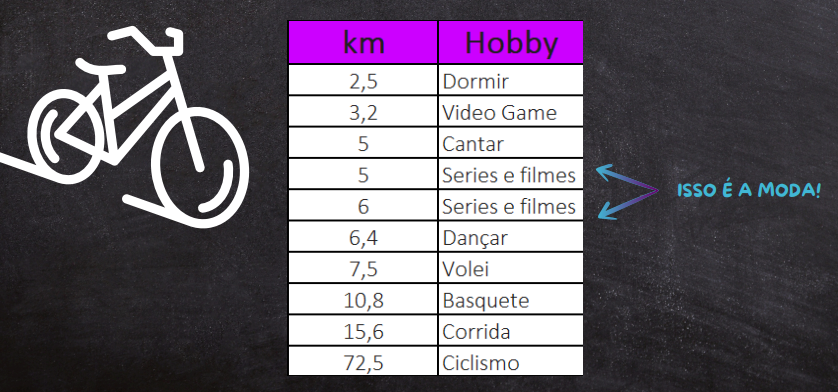 km Hobby
2,5 Dormir
3,2 Video Game
5 Cantar
5 Series e filmes
6 Series e filmes
6,4 Dançar
7,5 Volei
10,8 Basquete
15,6 Corrida
72,5 Ciclismo
ISSO É A MODA!